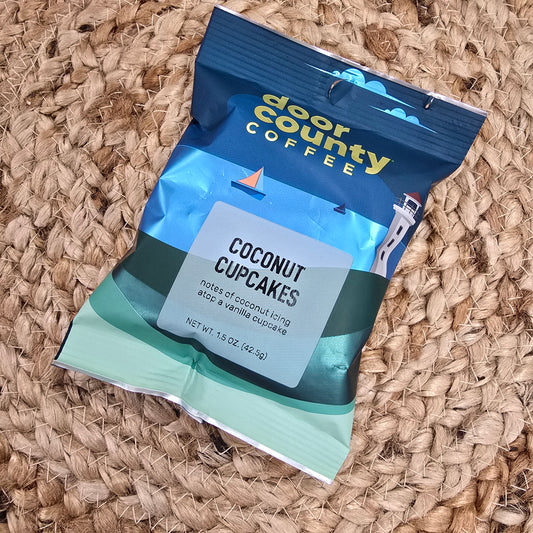 door
county
COFFEE
COCONUT
CUPCAKES
notes of coconut icing
atop a vanilla cupcake
NET WT. 1.5 OZ. (42.5g)